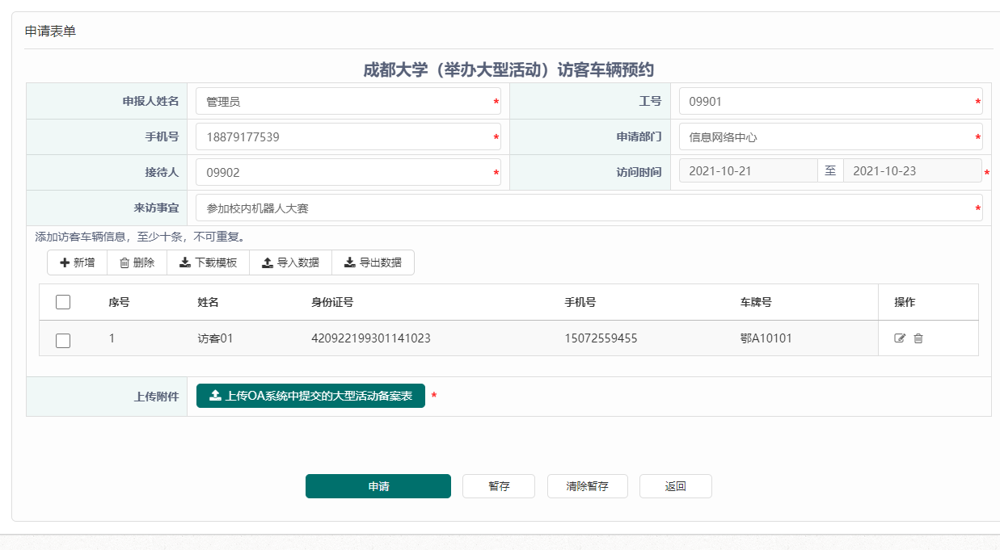 申请表单
成都大学（举办大型活动）访客车辆预约
申报人姓名 管理员 * 工号 09901 *
手机号 18879177539 * 申请部门 信息网络中心 *
接待人 09902 * 访问时间 2021-10-21 至 2021-10-23 *
来访事宜 参加校内机器人大赛 *
添加访客车辆信息，至少十条，不可重复。
新增 删除 下载模板 导入数据 导出数据
序号 姓名 身份证号 手机号 车牌号 操作
1 访客01 420922199301141023 15072559455 鄂A10101
上传附件 上传OA系统中提交的大型活动备案表 *
申请 暂存 清除暂存 返回